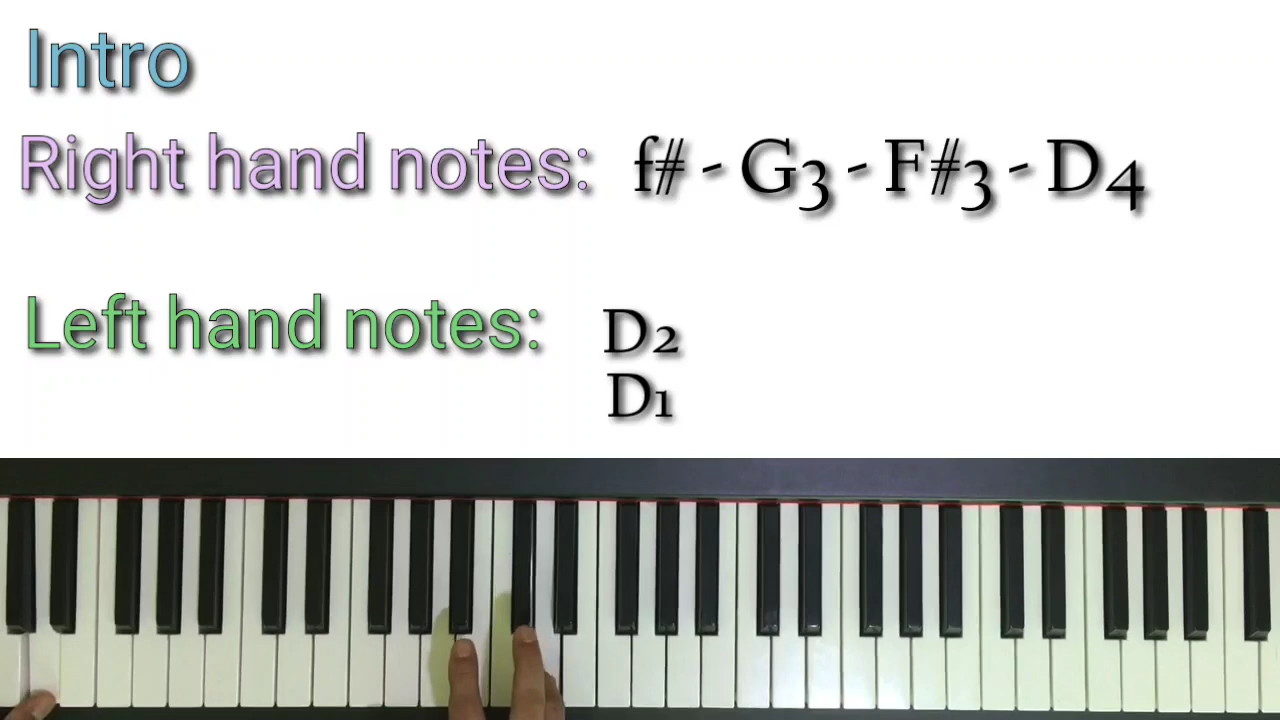 Intro
Right hand notes: f# - G3 - F#3 - D4
Left hand notes: D2
D1